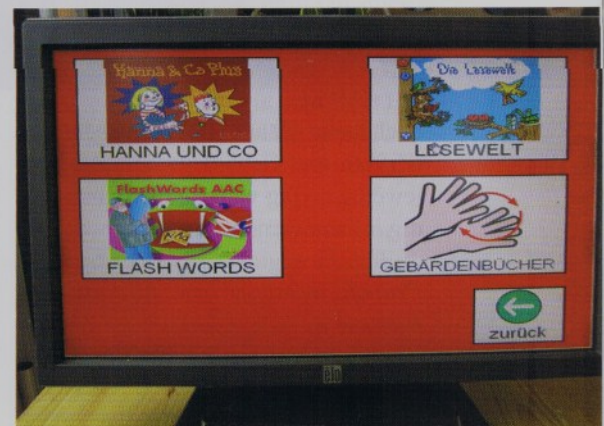 Hanna & Co Plus
HANNA UND CO
Die Lesewelt
LESEWELT
FlashWords AAC
FLASH WORDS
GEBÄRDENBÜCHER
zurück
elo